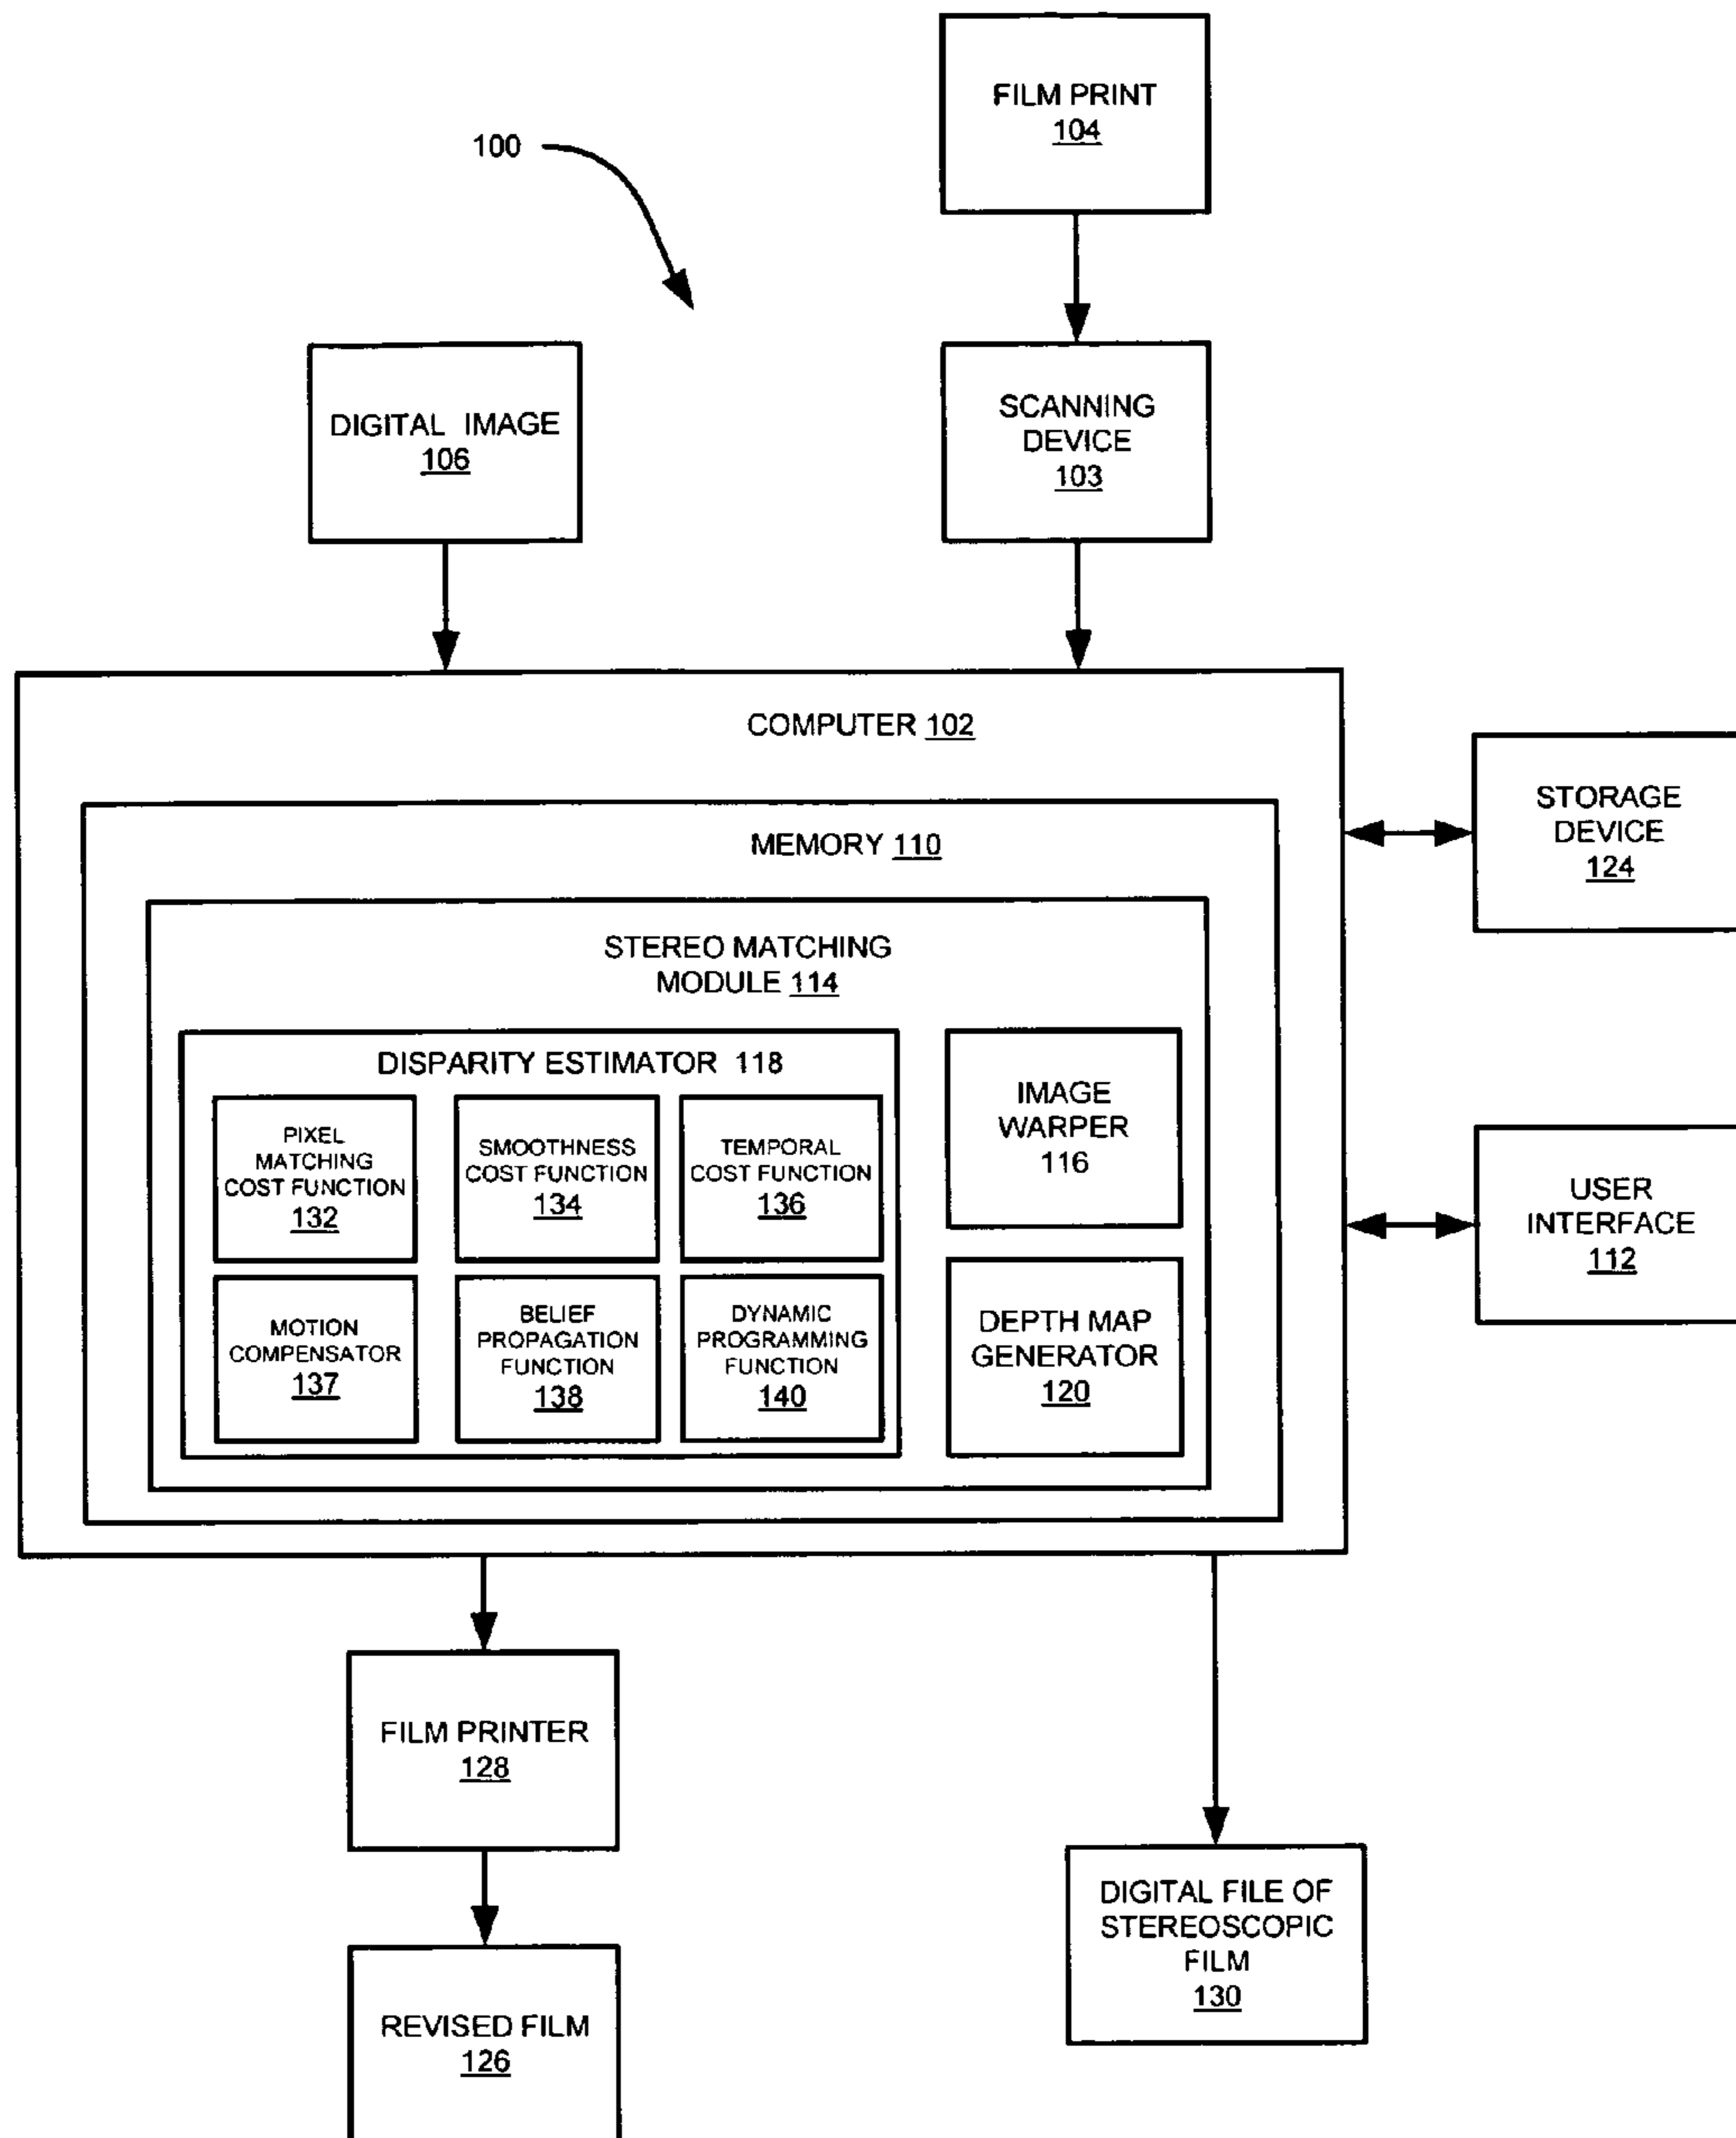 FILM PRINT
104
100
DIGITAL IMAGE
106
SCANNING
DEVICE
103
COMPUTER 102
STORAGE
DEVICE
124
MEMORY 110
STEREO MATCHING
MODULE 114
DISPARITY ESTIMATOR 118
PIXEL
MATCHING
COST FUNCTION
132
SMOOTHNESS
COST FUNCTION
134
TEMPORAL
COST FUNCTION
136
IMAGE
WARPER
116
USER
INTERFACE
112
MOTION
COMPENSATOR
137
BELIEF
PROPAGATION
FUNCTION
138
DYNAMIC
PROGRAMMING
FUNCTION
140
DEPTH MAP
GENERATOR
120
FILM PRINTER
128
DIGITAL FILE OF
STEREOSCOPIC
FILM
130
REVISED FILM
126